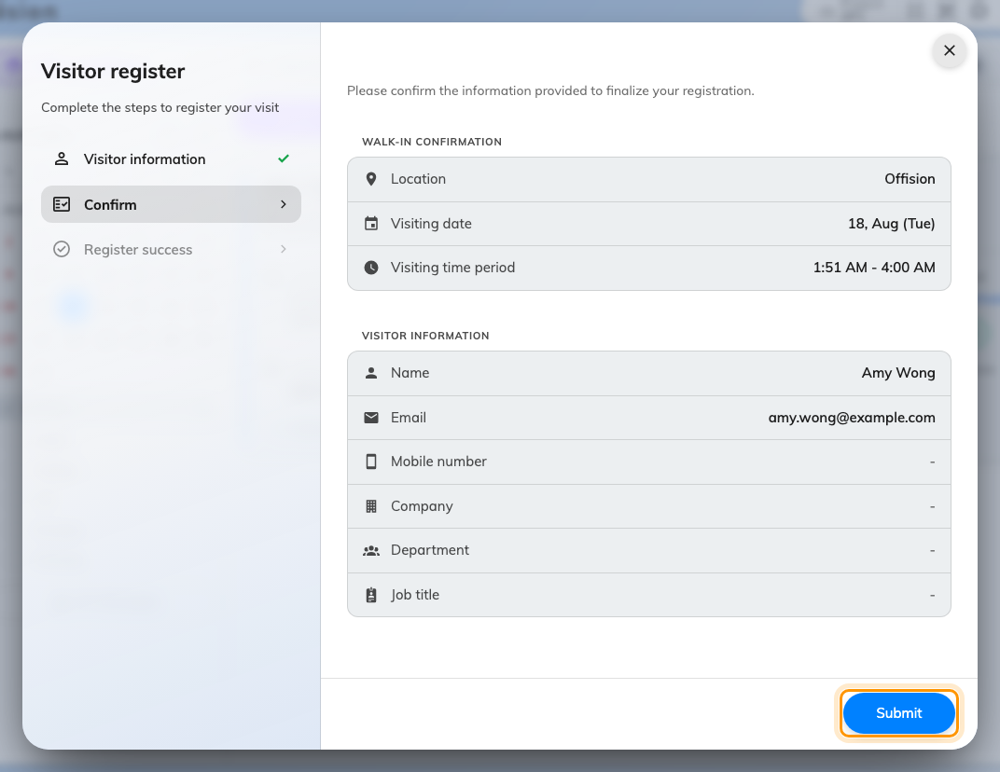 Visitor register
Complete the steps to register your visit
Visitor information
Confirm
Register success
Please confirm the information provided to finalize your registration.
WALK-IN CONFIRMATION
Location Offision
Visiting date 18, Aug (Tue)
Visiting time period 1:51 AM - 4:00 AM
VISITOR INFORMATION
Name Amy Wong
Email amy.wong@example.com
Mobile number -
Company -
Department -
Job title -
Submit